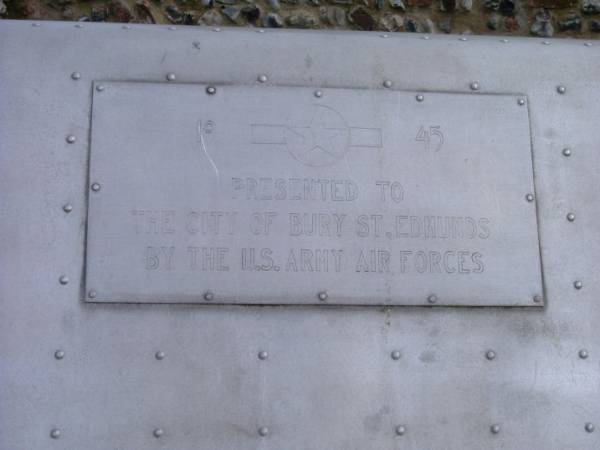 19 45
PRESENTED TO
THE CITY OF BURY ST. EDMUNDS
BY THE U.S. ARMY AIR FORCES